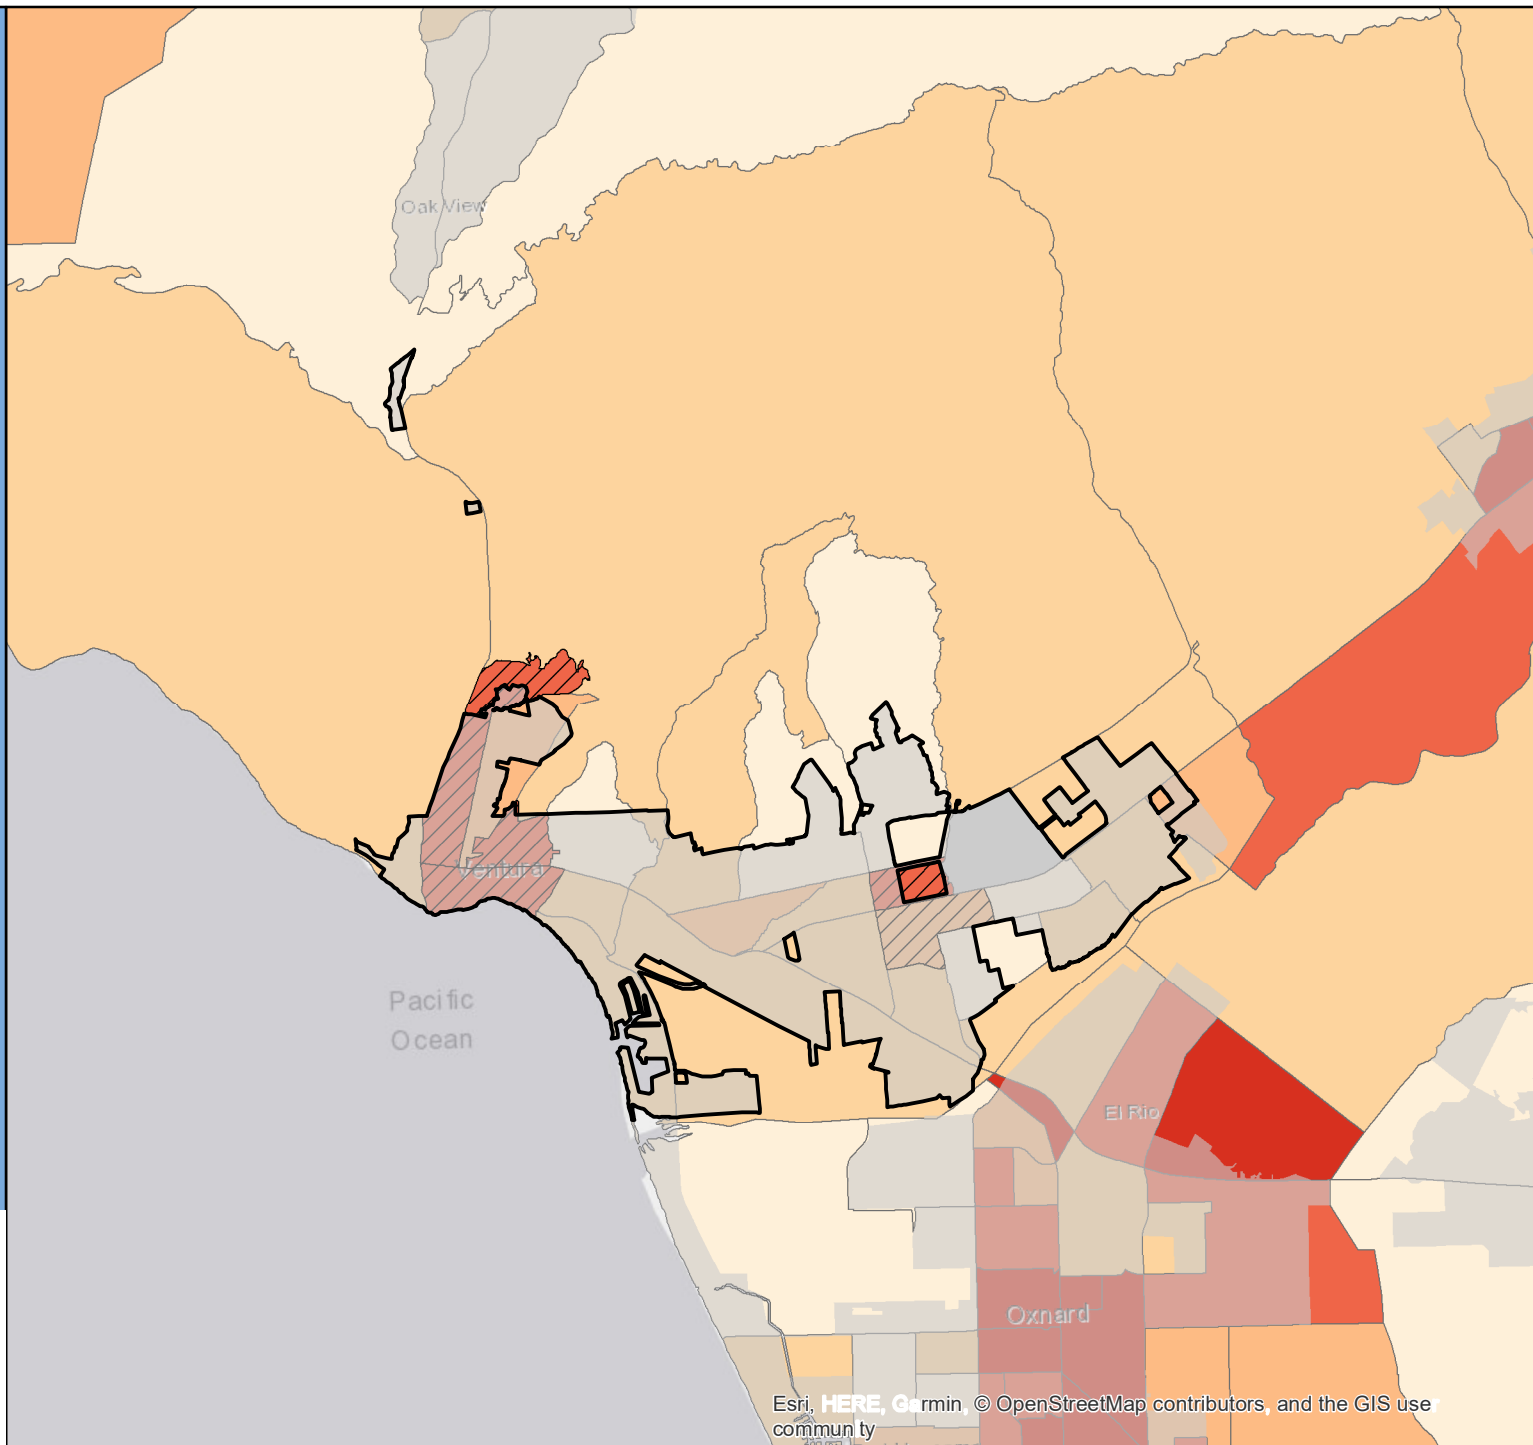 Oak View
Ventura
Pacific
Ocean
El Rio
Oxnard
Esri, HERE, Garmin, © OpenStreetMap contributors, and the GIS user
community